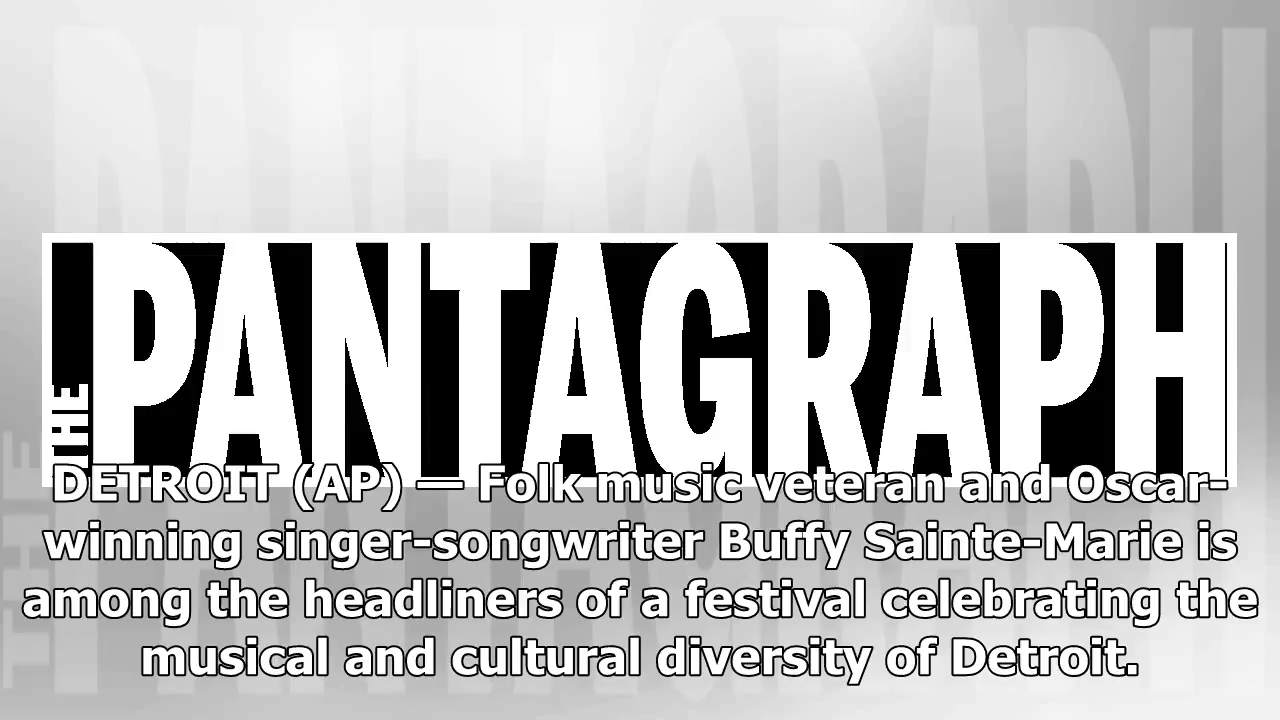 THE PANTAGRAPH
DETROIT (AP) — Folk music veteran and Oscar-
winning singer-songwriter Buffy Sainte-Marie is
among the headliners of a festival celebrating the
musical and cultural diversity of Detroit.